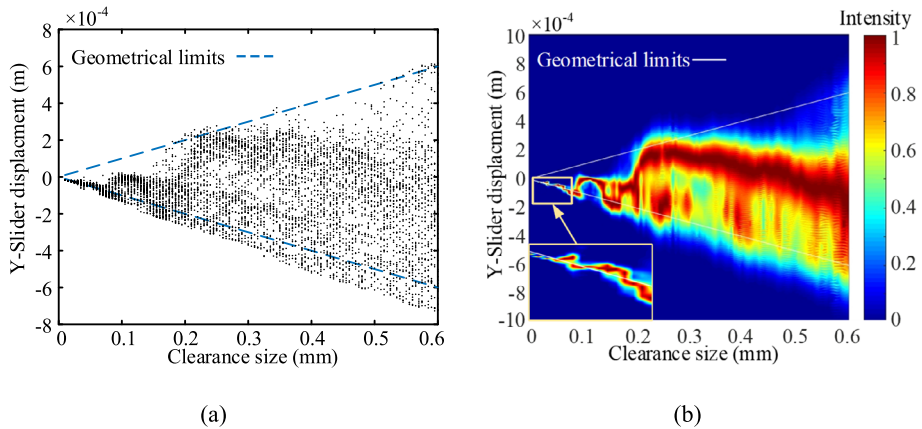 ×10⁻⁴
8
6
4
2
0
-2
-4
-6
-8
Y-Slider displacment (m)
Geometrical limits
0 0.1 0.2 0.3 0.4 0.5 0.6
Clearance size (mm)
(a)
×10⁻⁴
10
8
6
4
2
0
-2
-4
-6
-8
-10
Y-Slider displacment (m)
Geometrical limits
0 0.1 0.2 0.3 0.4 0.5 0.6
Clearance size (mm)
Intensity
1
0.8
0.6
0.4
0.2
0
(b)